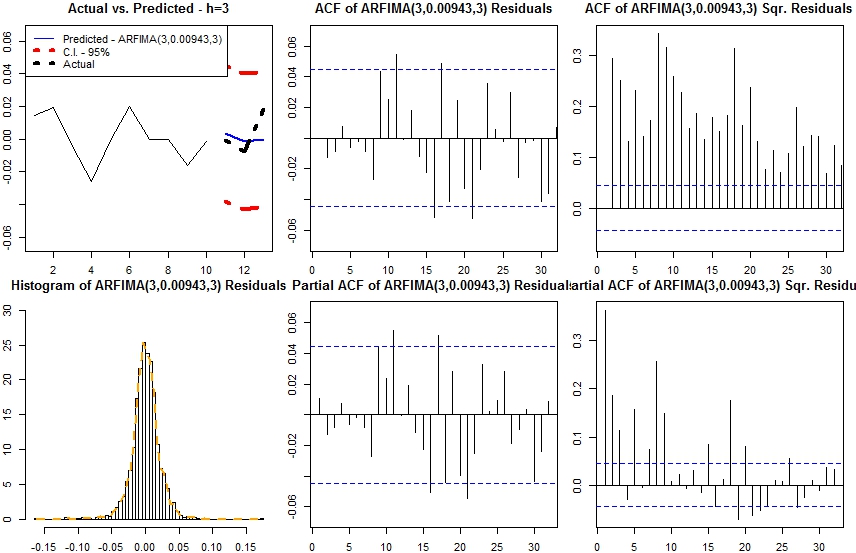 Actual vs. Predicted - h=3
Predicted - ARFIMA(3,0.00943,3)
C.I. - 95%
Actual
0.06
0.04
0.02
0.00
-0.02
-0.06
2 4 6 8 10 12
ACF of ARFIMA(3,0.00943,3) Residuals
0.06
0.04
0.02
-0.02
-0.06
0 5 10 15 20 25 30
ACF of ARFIMA(3,0.00943,3) Sqr. Residuals
0.3
0.2
0.1
0.0
0 5 10 15 20 25 30
Histogram of ARFIMA(3,0.00943,3) Residuals
30
25
20
15
10
5
0
-0.15 -0.10 -0.05 0.00 0.05 0.10 0.15
Partial ACF of ARFIMA(3,0.00943,3) Residual
0.06
0.04
0.02
-0.02
-0.06
0 5 10 15 20 25 30
artial ACF of ARFIMA(3,0.00943,3) Sqr. Residu
0.3
0.2
0.1
0.0
0 5 10 15 20 25 30